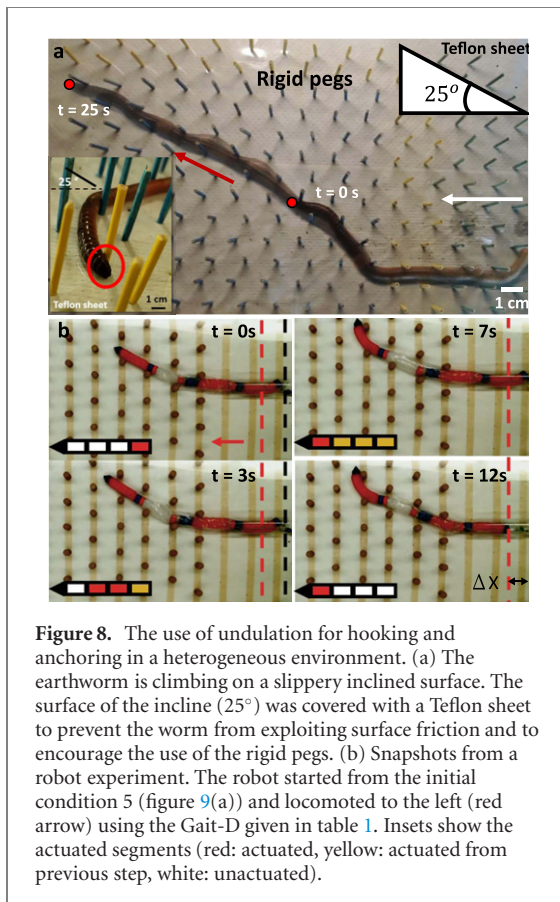 a
Teflon sheet
Rigid pegs
25°
t = 25 s
t = 0 s
25°
Teflon sheet
1 cm
1 cm
b
t = 0s
t = 7s
t = 3s
t = 12s
ΔX
Figure 8. The use of undulation for hooking and
anchoring in a heterogeneous environment. (a) The
earthworm is climbing on a slippery inclined surface. The
surface of the incline (25°) was covered with a Teflon sheet
to prevent the worm from exploiting surface friction and to
encourage the use of the rigid pegs. (b) Snapshots from a
robot experiment. The robot started from the initial
condition 5 (figure 9(a)) and locomoted to the left (red
arrow) using the Gait-D given in table 1. Insets show the
actuated segments (red: actuated, yellow: actuated from
previous step, white: unactuated).